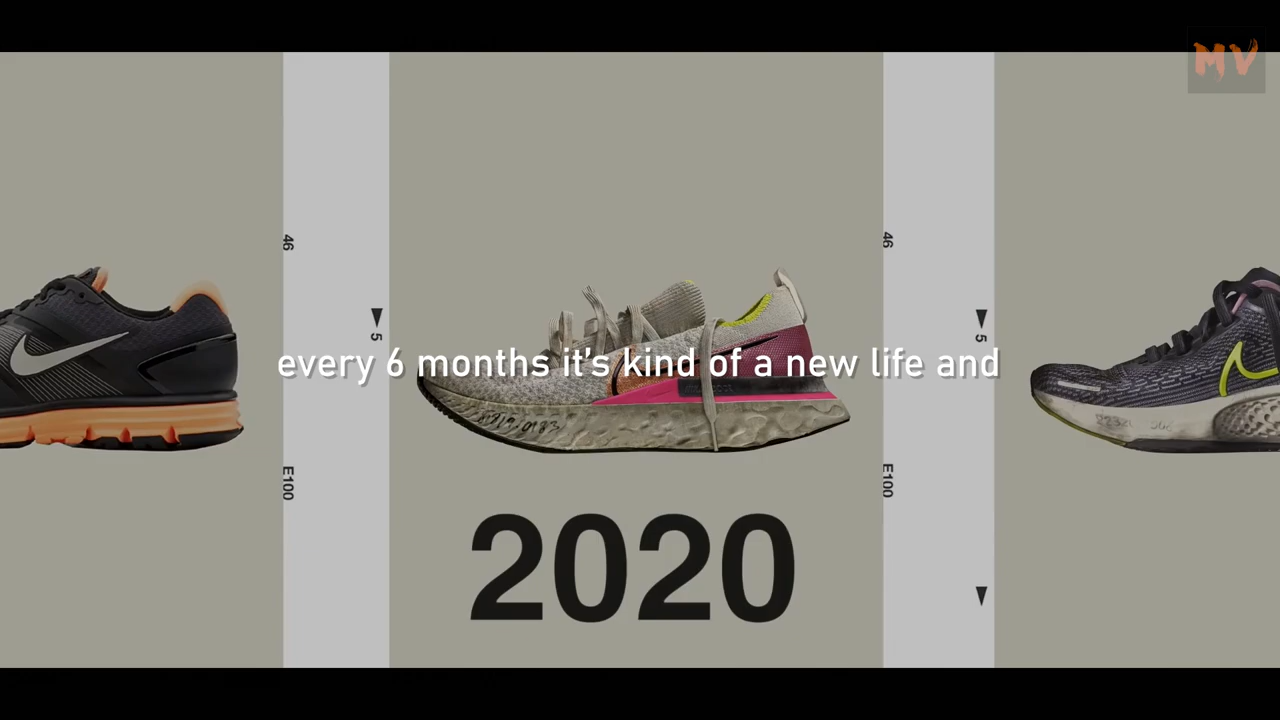 MV
46
46
5
5
every 6 months it's kind of a new life and
E100
E100
2020